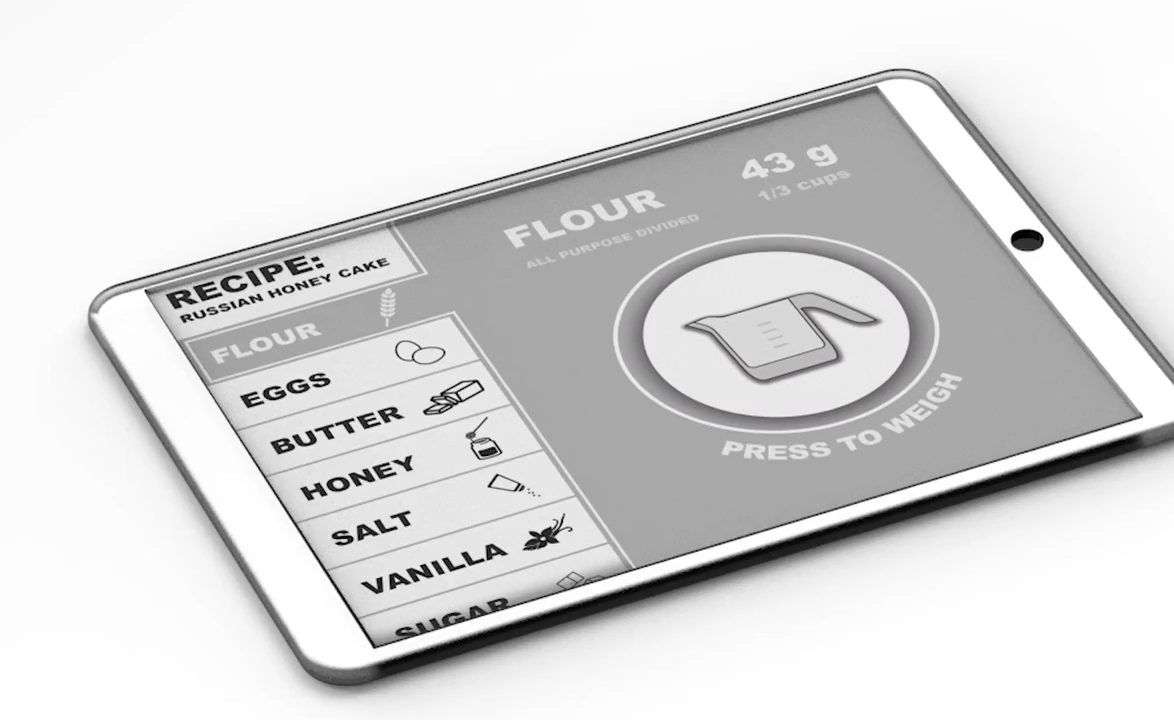 RECIPE:
RUSSIAN HONEY CAKE
FLOUR
EGGS
BUTTER
HONEY
SALT
VANILLA
SUGAR
FLOUR
ALL PURPOSE DIVIDED
43 g
1/3 cups
PRESS TO WEIGH